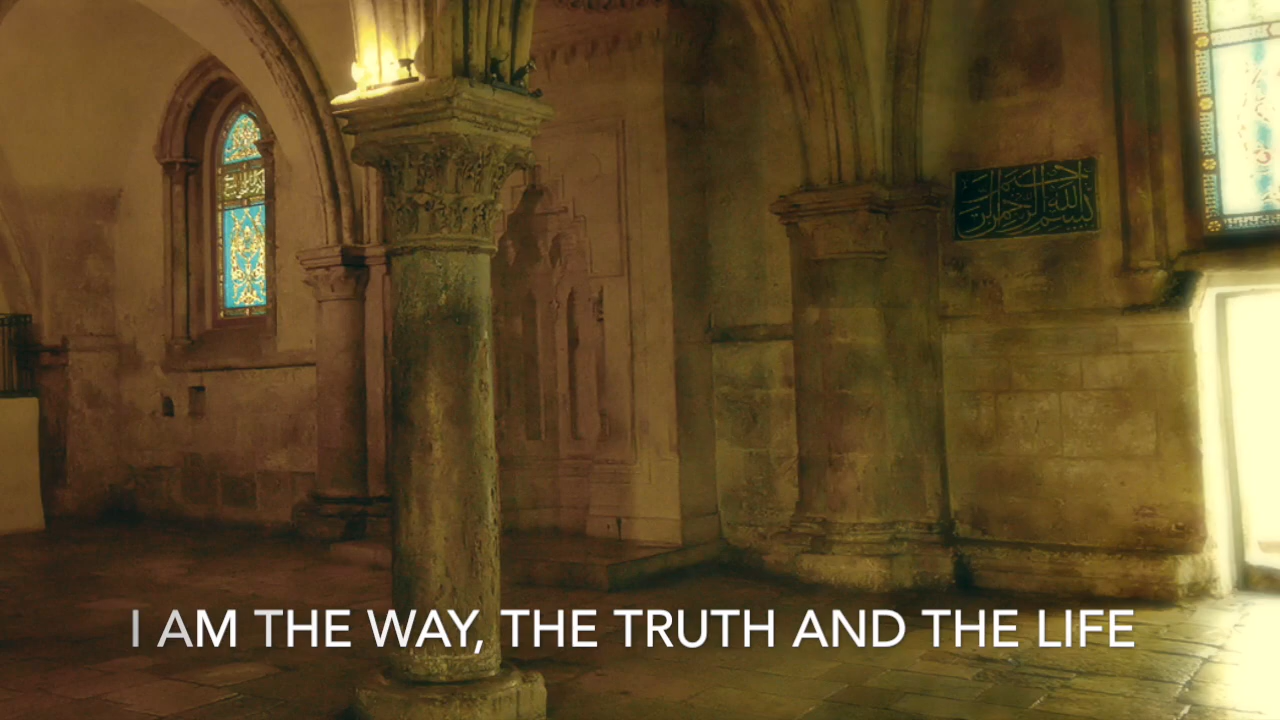 بسم الله الرحمن الرحيم
I AM THE WAY, THE TRUTH AND THE LIFE